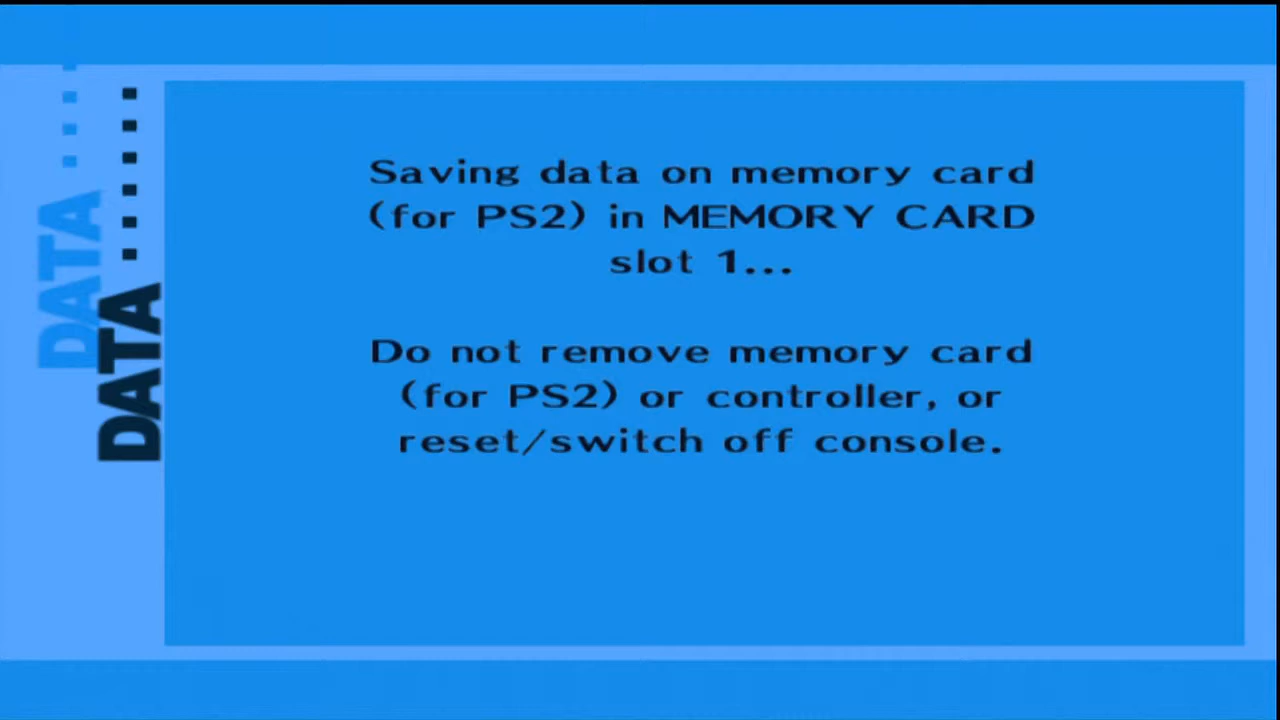 DATA.....
DATA......
Saving data on memory card
(for PS2) in MEMORY CARD
slot 1...
Do not remove memory card
(for PS2) or controller, or
reset/switch off console.